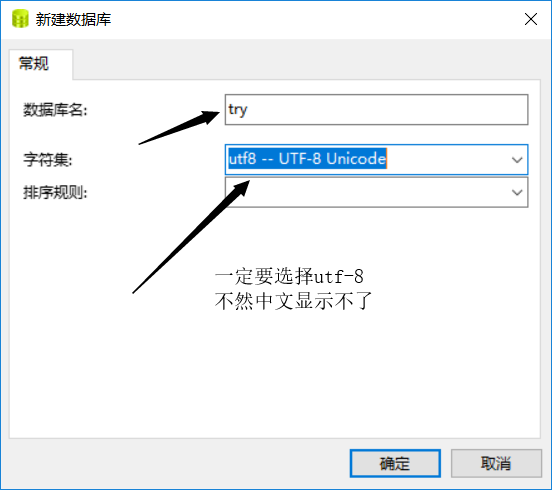 新建数据库
常规
数据库名: try
字符集: utf8 -- UTF-8 Unicode
排序规则:
一定要选择utf-8
不然中文显示不了
确定 取消